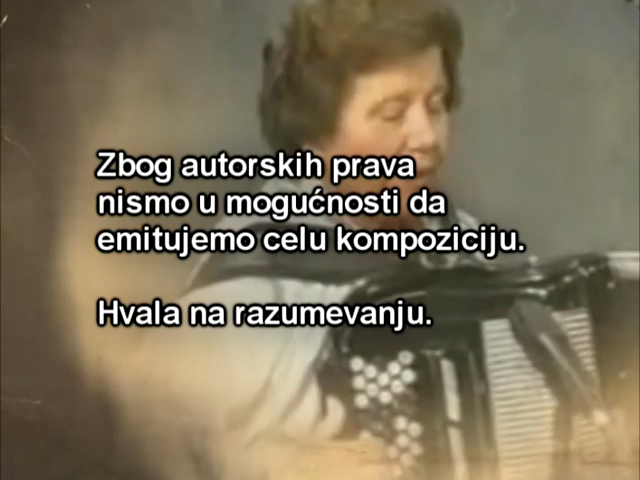 Zbog autorskih prava
nismo u mogućnosti da
emitujemo celu kompoziciju.
Hvala na razumevanju.